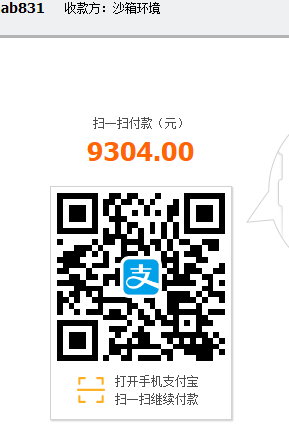 ab831 收款方：沙箱环境
扫一扫付款（元）
9304.00
支
打开手机支付宝
扫一扫继续付款